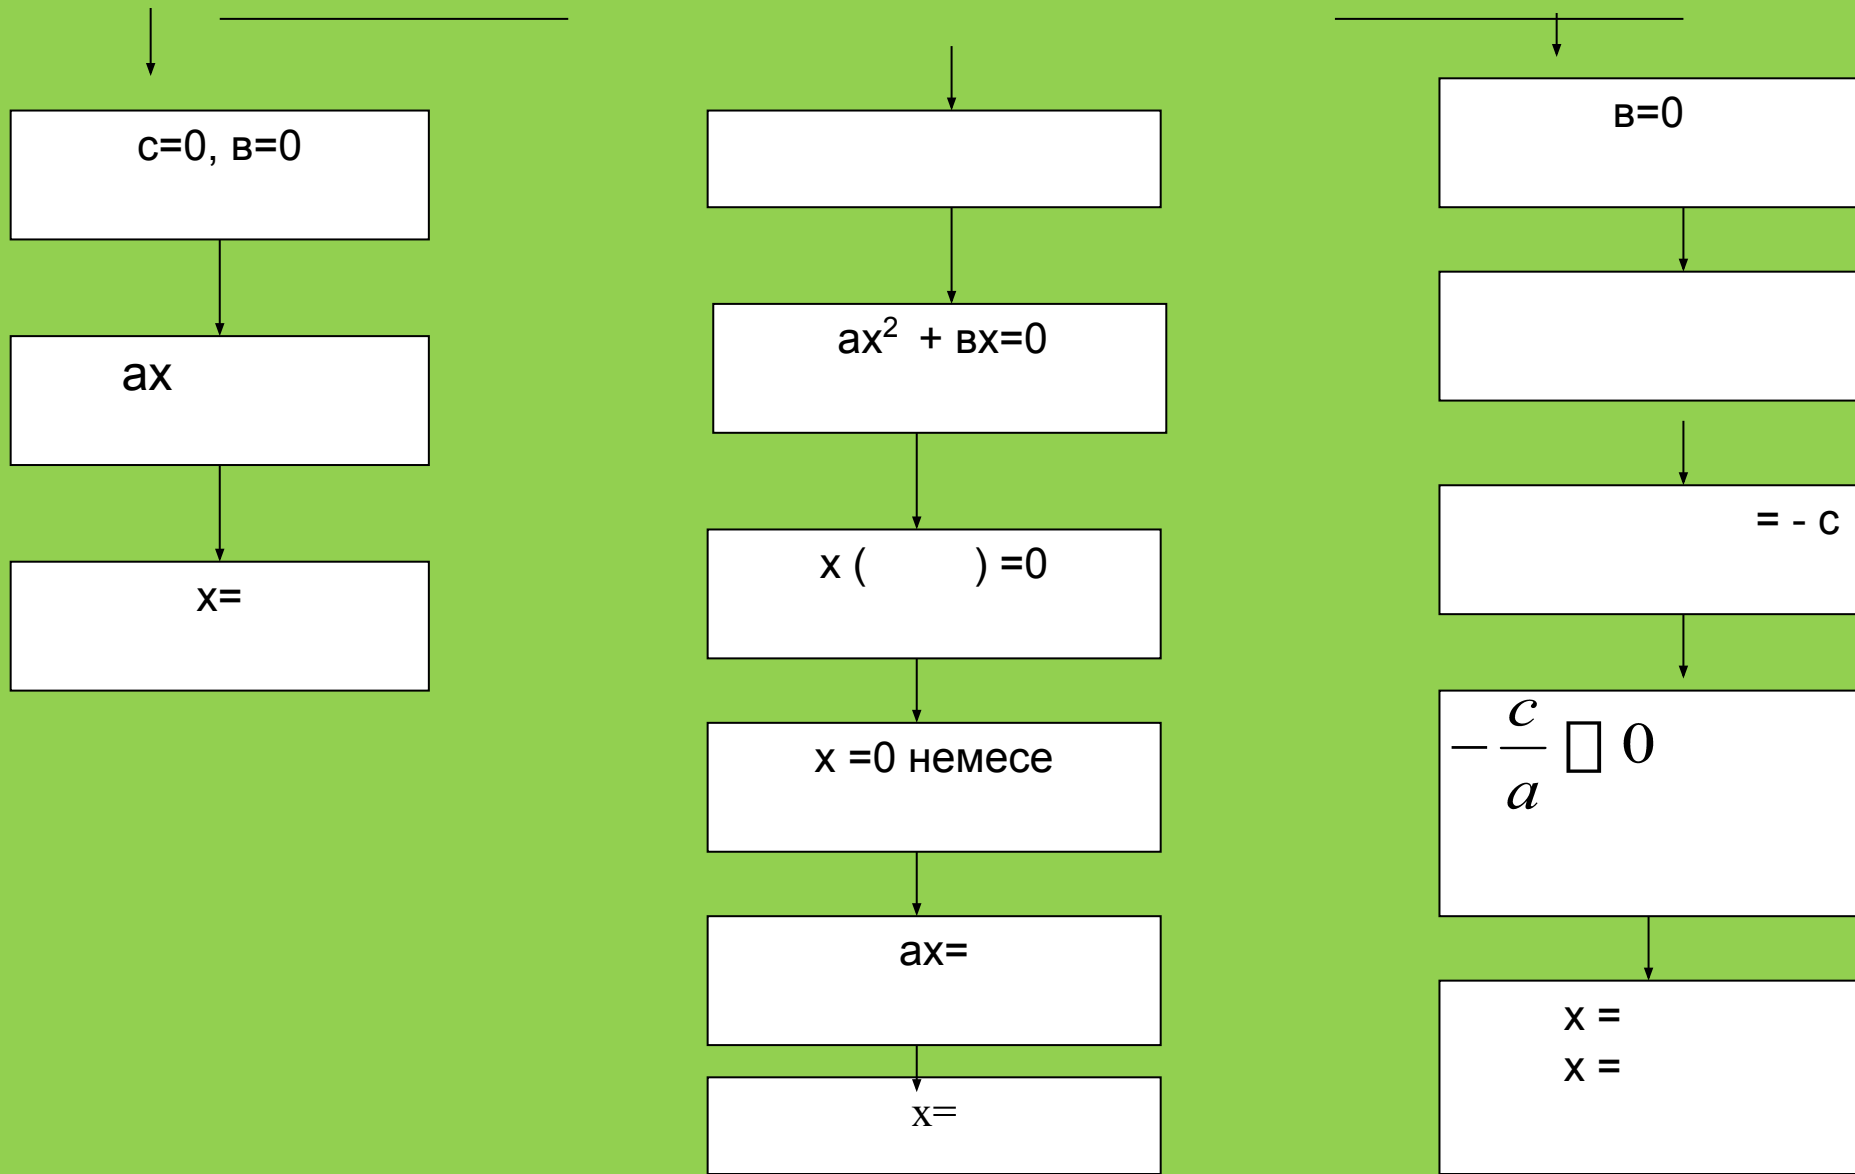 с=0, в=0
ах
х=
ах² + вх=0
х ( ) =0
х =0 немесе
ах=
х=
в=0
= - с
− c/a □ 0
х =
х =